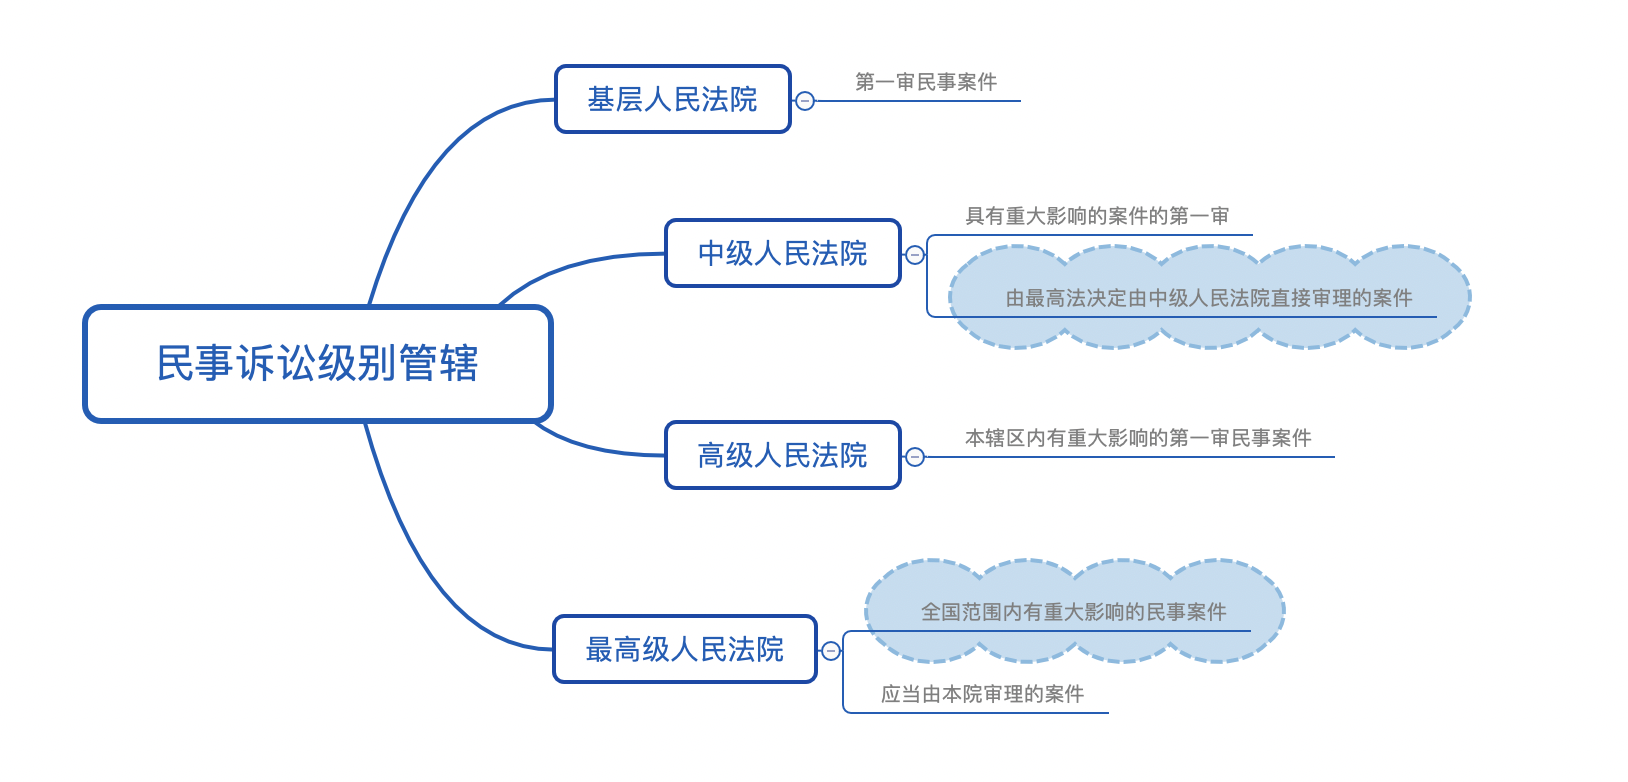 民事诉讼级别管辖
基层人民法院
第一审民事案件
中级人民法院
具有重大影响的案件的第一审
由最高法决定由中级人民法院直接审理的案件
高级人民法院
本辖区内有重大影响的第一审民事案件
最高级人民法院
全国范围内有重大影响的民事案件
应当由本院审理的案件